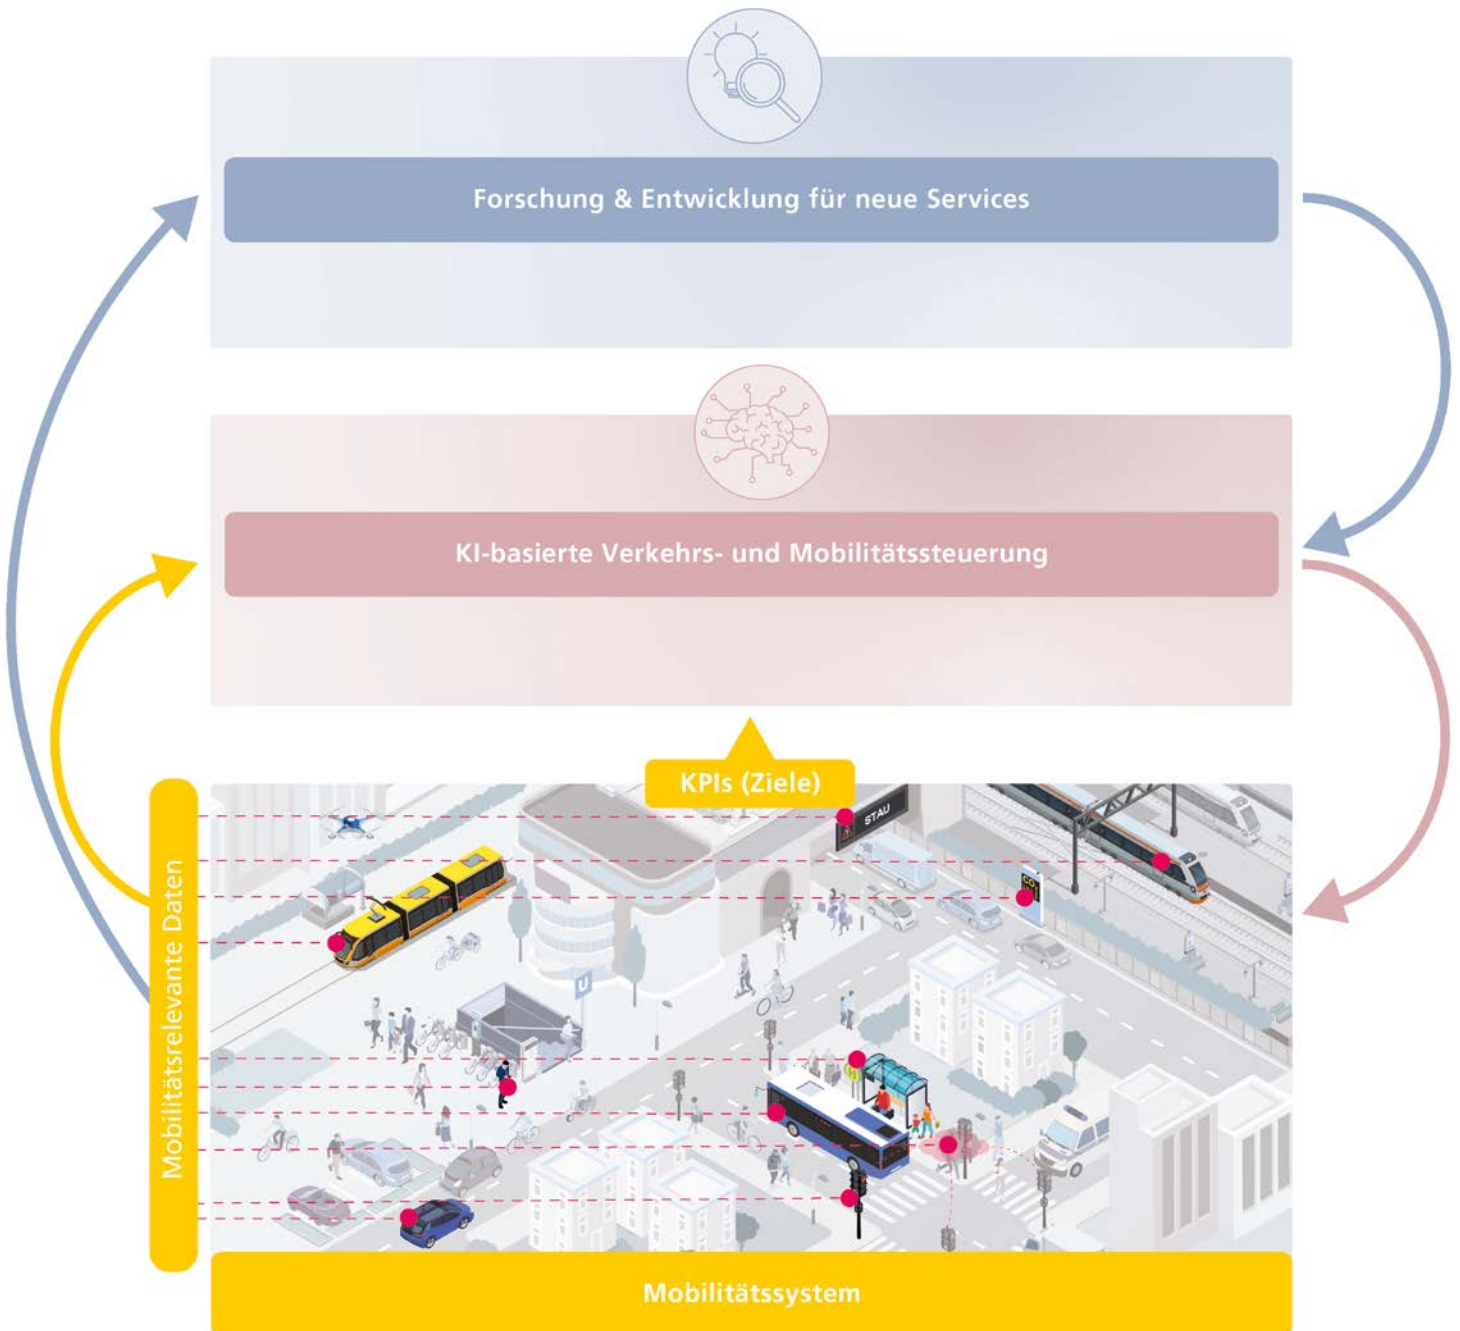 Forschung & Entwicklung für neue Services
KI-basierte Verkehrs- und Mobilitätssteuerung
KPIs (Ziele)
Mobilitätsrelevante Daten
STAU
CO₂
U
H
Mobilitätssystem